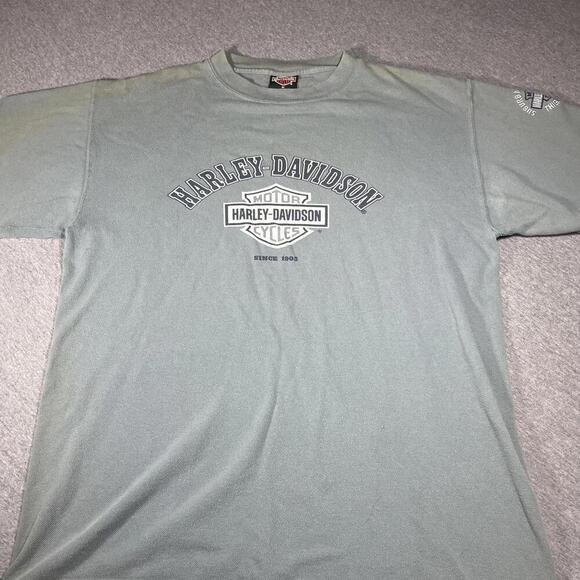 HARLEY-DAVIDSON®
MOTOR
HARLEY-DAVIDSON
CYCLES®
SINCE 1903